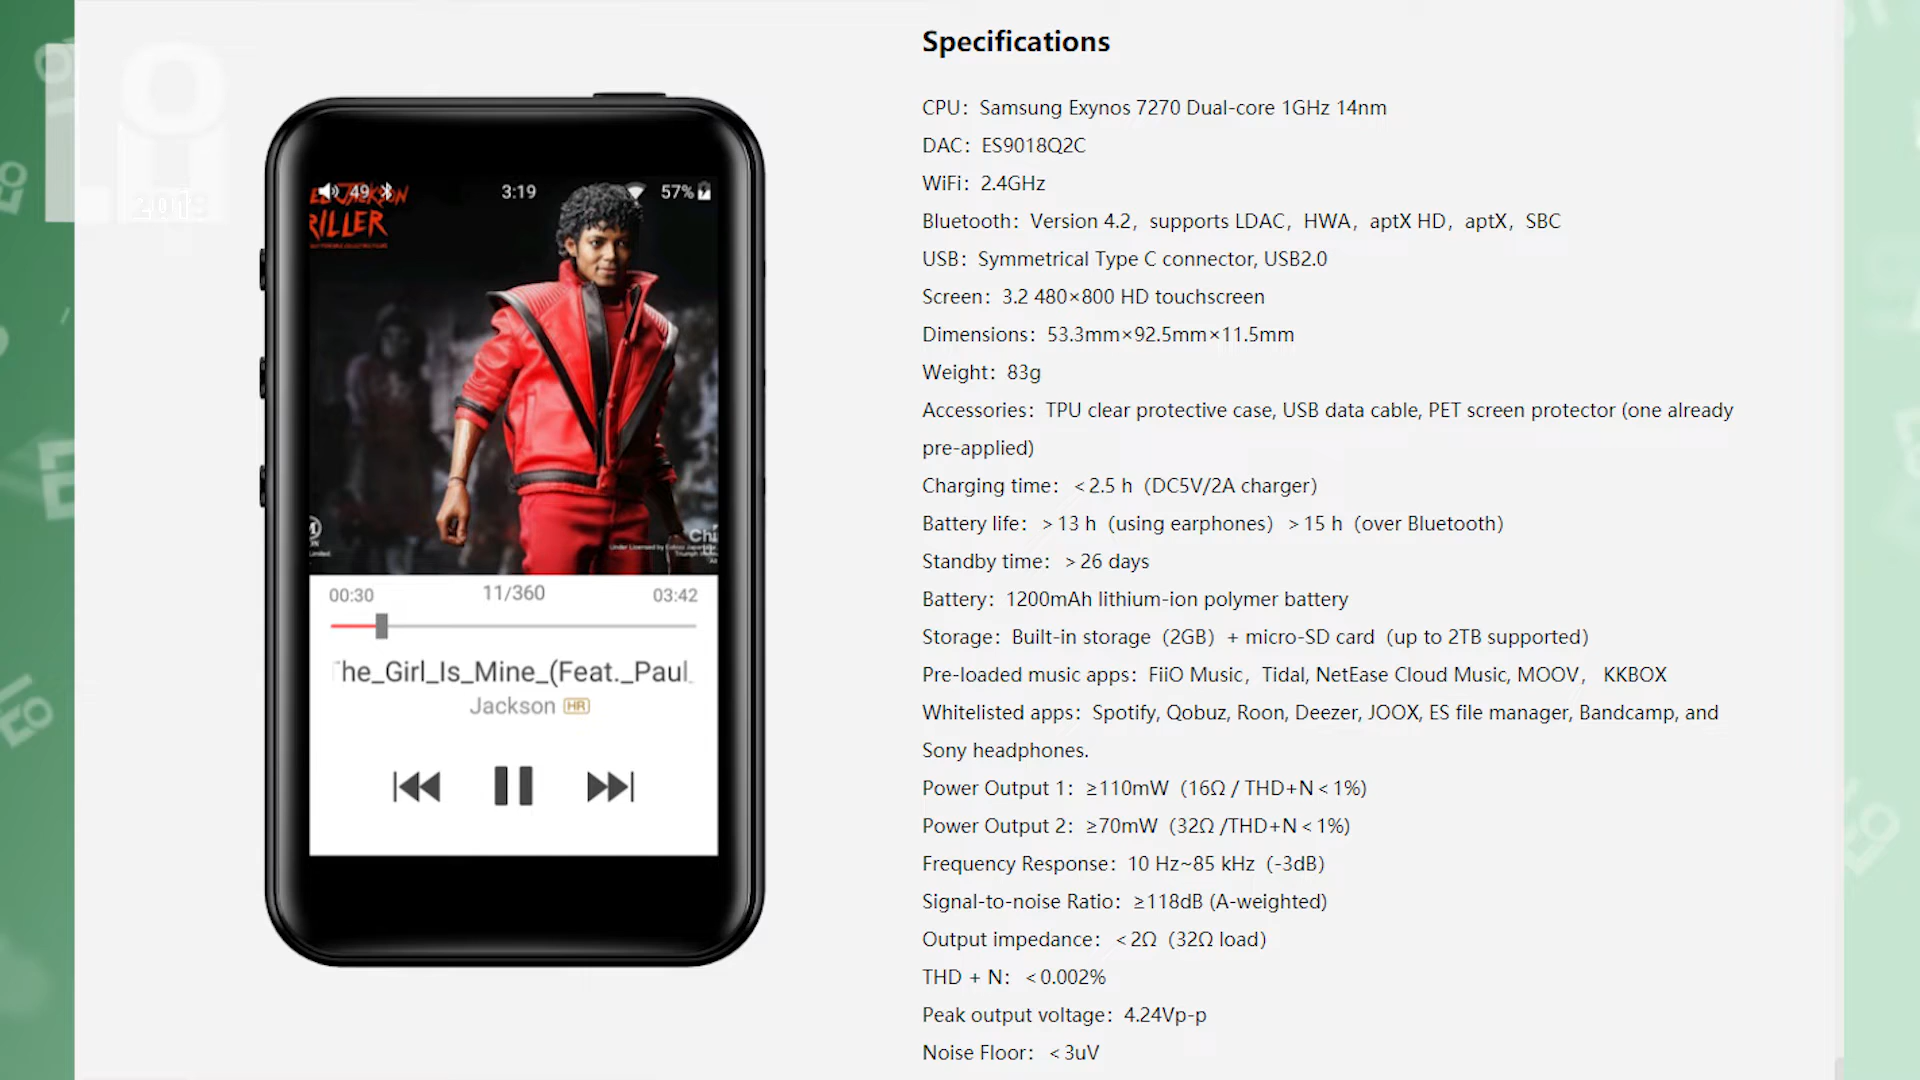 Specifications
CPU: Samsung Exynos 7270 Dual-core 1GHz 14nm
DAC: ES9018Q2C
WiFi: 2.4GHz
Bluetooth: Version 4.2, supports LDAC, HWA, aptX HD, aptX, SBC
USB: Symmetrical Type C connector, USB2.0
Screen: 3.2 480×800 HD touchscreen
Dimensions: 53.3mm×92.5mm×11.5mm
Weight: 83g
Accessories: TPU clear protective case, USB data cable, PET screen protector (one already
pre-applied)
Charging time: <2.5 h (DC5V/2A charger)
Battery life: >13 h (using earphones) >15 h (over Bluetooth)
Standby time: >26 days
Battery: 1200mAh lithium-ion polymer battery
Storage: Built-in storage (2GB) + micro-SD card (up to 2TB supported)
Pre-loaded music apps: FiiO Music, Tidal, NetEase Cloud Music, MOOV, KKBOX
Whitelisted apps: Spotify, Qobuz, Roon, Deezer, JOOX, ES file manager, Bandcamp, and
Sony headphones.
Power Output 1: ≥110mW (16Ω / THD+N<1%)
Power Output 2: ≥70mW (32Ω /THD+N<1%)
Frequency Response: 10 Hz~85 kHz (-3dB)
Signal-to-noise Ratio: ≥118dB (A-weighted)
Output impedance: <2Ω (32Ω load)
THD + N: <0.002%
Peak output voltage: 4.24Vp-p
Noise Floor: <3uV
2019
49 3:19 57%
RILLER
Chi
00:30 11/360 03:42
he_Girl_Is_Mine_(Feat._Paul_
Jackson HR